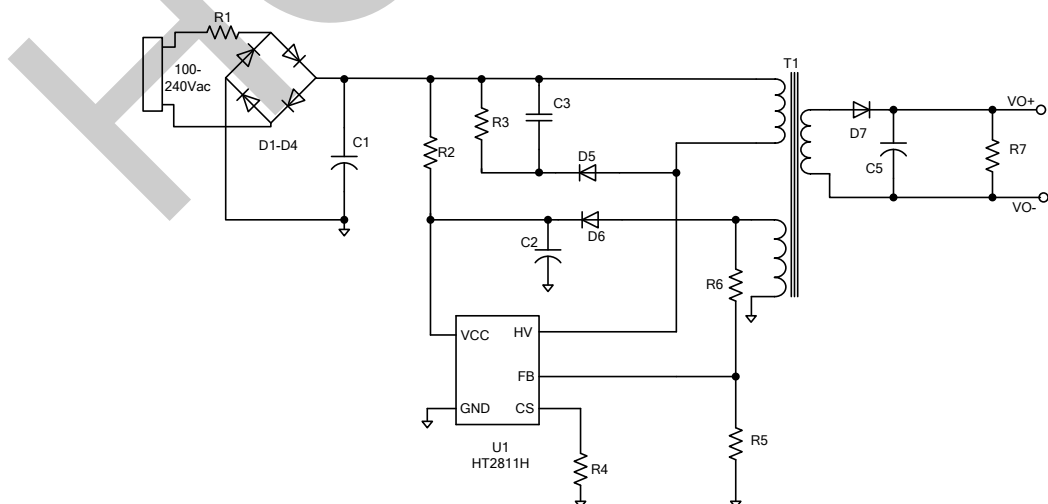 R1
T1
100-
240Vac
VO+
C3
R3
D7
D1-D4
C1
R2
R7
D5
C5
VO-
C2
D6
R6
VCC
HV
FB
GND
CS
R5
U1
HT2811H
R4